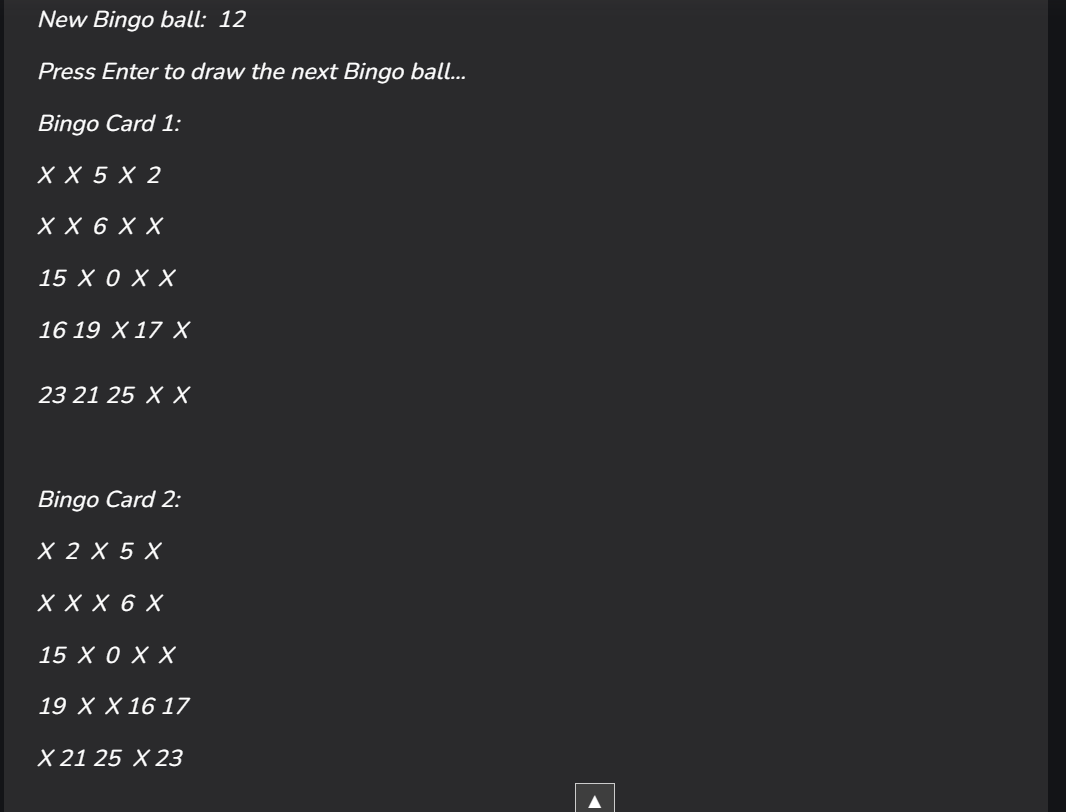 New Bingo ball: 12
Press Enter to draw the next Bingo ball...
Bingo Card 1:
X X 5 X 2
X X 6 X X
15 X 0 X X
16 19 X 17 X
23 21 25 X X
Bingo Card 2:
X 2 X 5 X
X X X 6 X
15 X 0 X X
19 X X 16 17
X 21 25 X 23